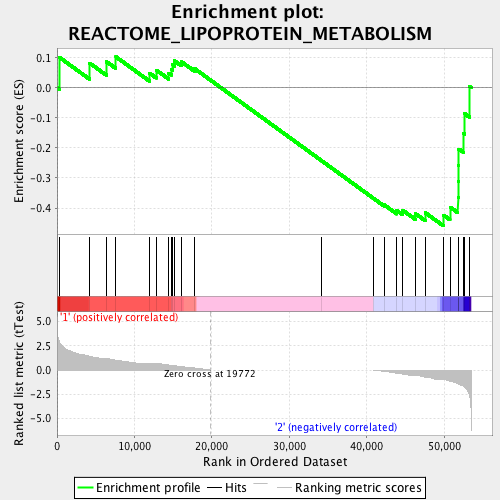 Enrichment plot:
REACTOME_LIPOPROTEIN_METABOLISM
Enrichment score (ES)
0.1
0.0
-0.1
-0.2
-0.3
-0.4
'1' (positively correlated)
Ranked list metric (tTest)
5.0
2.5
0.0
-2.5
-5.0
Zero cross at 19772
'2' (negatively correlated)
0
10,000
20,000
30,000
40,000
50,000
Rank in Ordered Dataset
Enrichment profile
Hits
Ranking metric scores